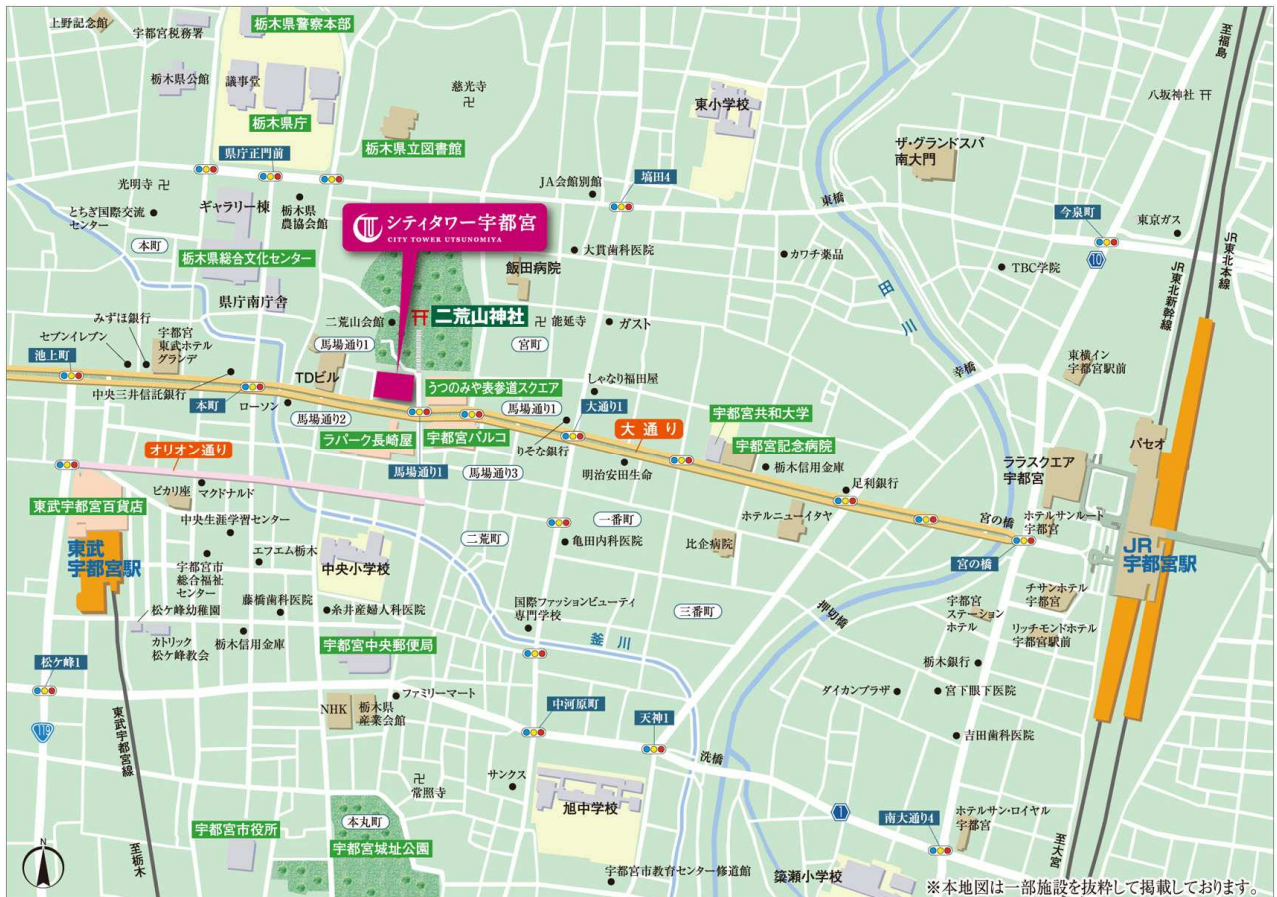 上野記念館
宇都宮税務署
栃木県警察本部
栃木県公館
議事堂
栃木県庁
慈光寺
栃木県立図書館
東小学校
至福島
八坂神社
ザ・グランドスパ
南大門
県庁正門前
光明寺
とちぎ国際交流
センター
ギャラリー棟
栃木県
農協会館
JA会館別館
塙田4
東橋
今泉町
東京ガス
10
JR東北本線
JR東北新幹線
シティタワー宇都宮
CITY TOWER UTSUNOMIYA
本町
栃木県総合文化センター
大貫歯科医院
飯田病院
カワチ薬品
TBC学院
田川
県庁南庁舎
二荒山会館
二荒山神社
能延寺
ガスト
みずほ銀行
セブンイレブン
宇都宮
東武ホテル
グランデ
馬場通り1
宮町
池上町
TDビル
中央三井信託銀行
本町
ローソン
馬場通り2
うつのみや表参道スクエア
しゃなり福田屋
馬場通り1
大通り1
幸橋
東横イン
宇都宮駅前
宇都宮共和大学
ラパーク長崎屋
宇都宮パルコ
りそな銀行
大通り
宇都宮記念病院
オリオン通り
馬場通り1
馬場通り3
明治安田生命
栃木信用金庫
足利銀行
ララスクエア
宇都宮
パセオ
東武宇都宮百貨店
ピカリ座
マクドナルド
中央生涯学習センター
一番町
ホテルニューイタヤ
宮の橋
ホテルサンルート
宇都宮
東武
宇都宮駅
二荒町
亀田内科医院
比企病院
宮の橋
JR
宇都宮駅
宇都宮市
総合福祉
センター
エフエム栃木
中央小学校
藤橋歯科医院
糸井産婦人科医院
国際ファッションビューティ
専門学校
三番町
押切橋
宇都宮
ステーション
ホテル
チサンホテル
宇都宮
リッチモンドホテル
宇都宮駅前
松ケ峰幼稚園
カトリック
松ケ峰教会
栃木信用金庫
宇都宮中央郵便局
釜川
松ケ峰1
栃木銀行
ダイカンプラザ
宮下眼下医院
119
東武宇都宮線
NHK
栃木県
産業会館
ファミリーマート
中河原町
天神1
洗橋
吉田歯科医院
常照寺
サンクス
旭中学校
1
南大通り4
ホテルサン・ロイヤル
宇都宮
宇都宮市役所
本丸町
宇都宮城址公園
至栃木
至大宮
N
宇都宮市教育センター修道館
簗瀬小学校
※本地図は一部施設を抜粋して掲載しております。